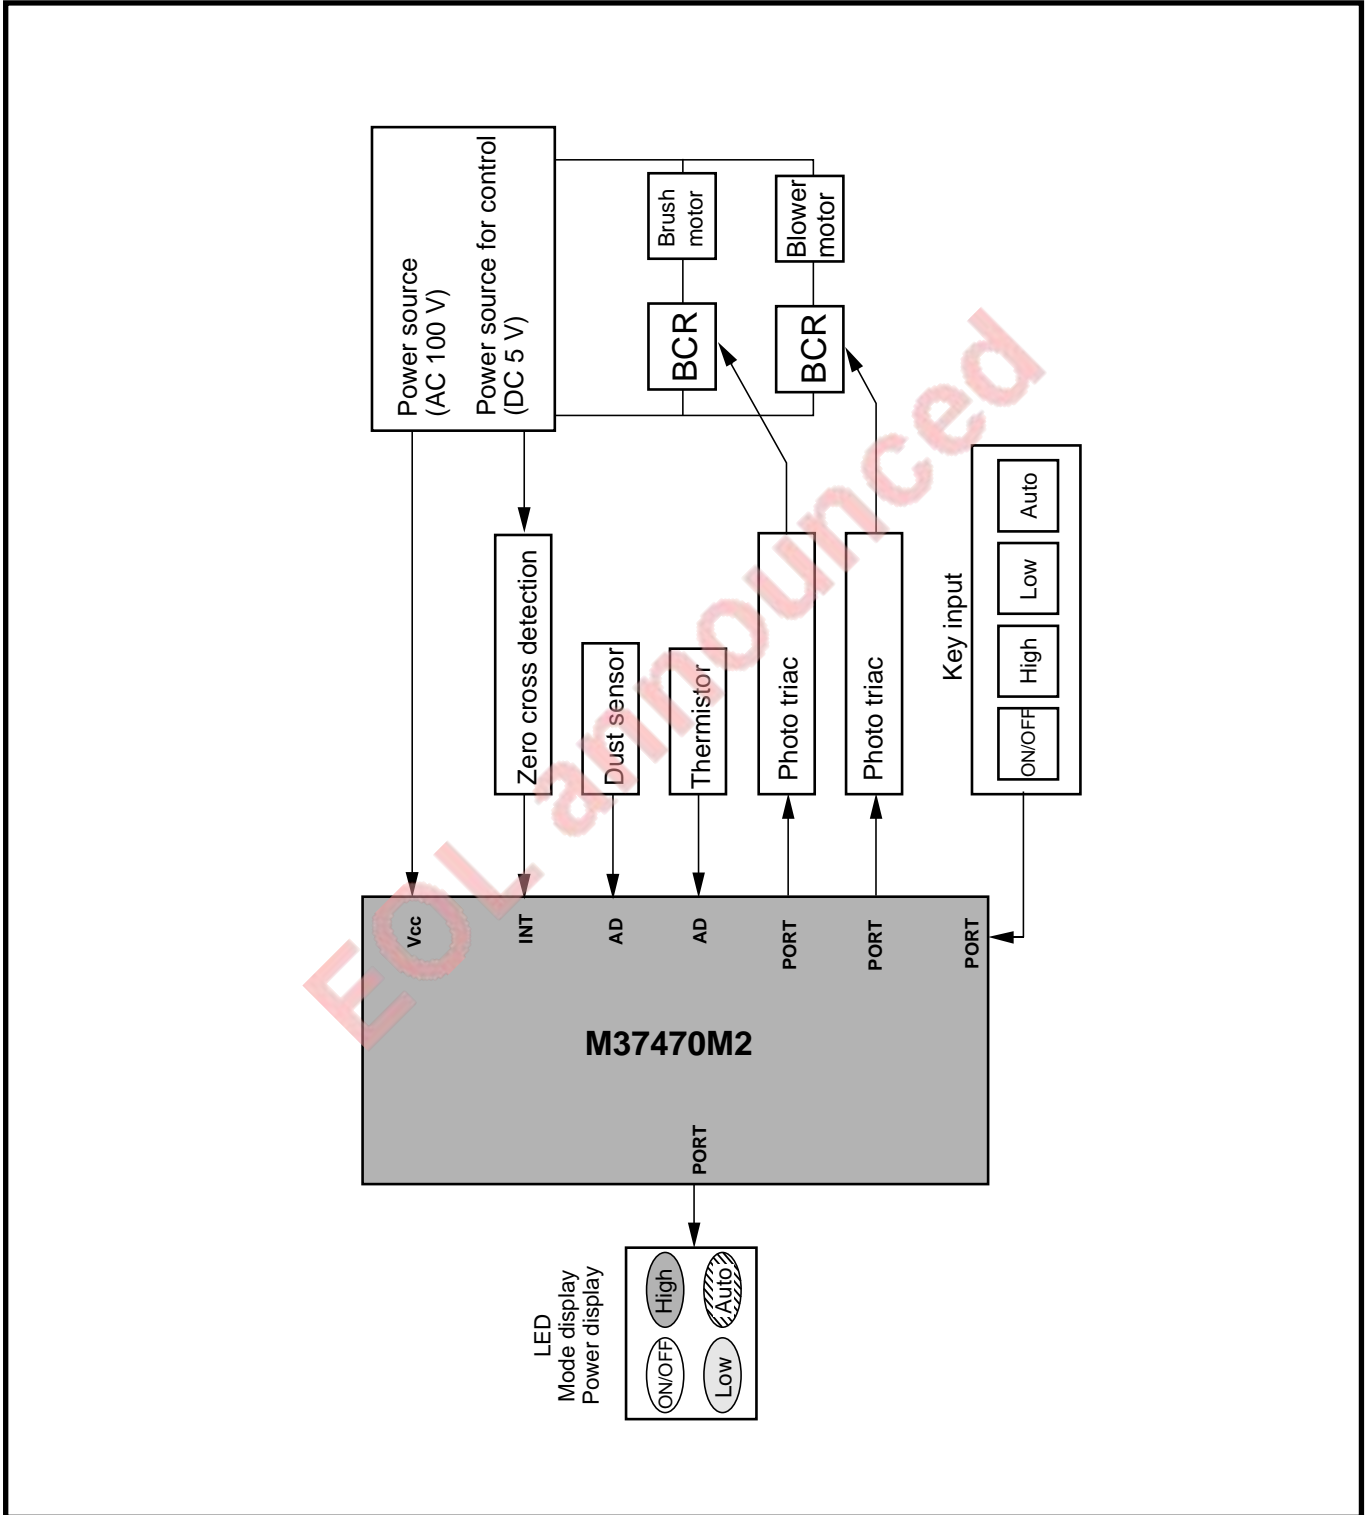 Power source
(AC 100 V)
Power source for control
(DC 5 V)
Brush
motor
Blower
motor
BCR
BCR
Zero cross detection
Dust sensor
Thermistor
Photo triac
Photo triac
Key input
ON/OFF
High
Low
Auto
Vcc
INT
AD
AD
PORT
PORT
PORT
M37470M2
PORT
LED
Mode display
Power display
ON/OFF
High
Low
Auto
EOL announced